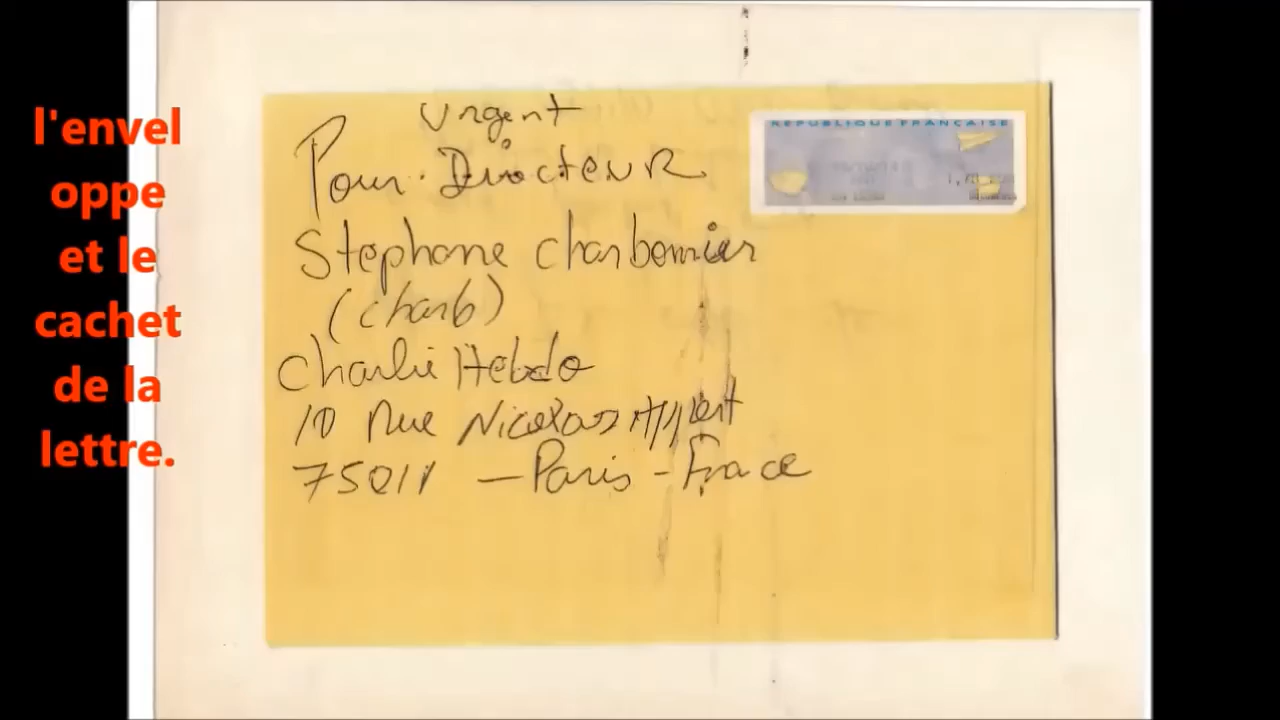 l'envel
oppe
et le
cachet
de la
lettre.
Urgent
Pour Directeur
Stephane Charbonnier
(charb)
Charlie Hebdo
10 Rue Nicolas Appert
75011 - Paris - France
REPUBLIQUE FRANÇAISE